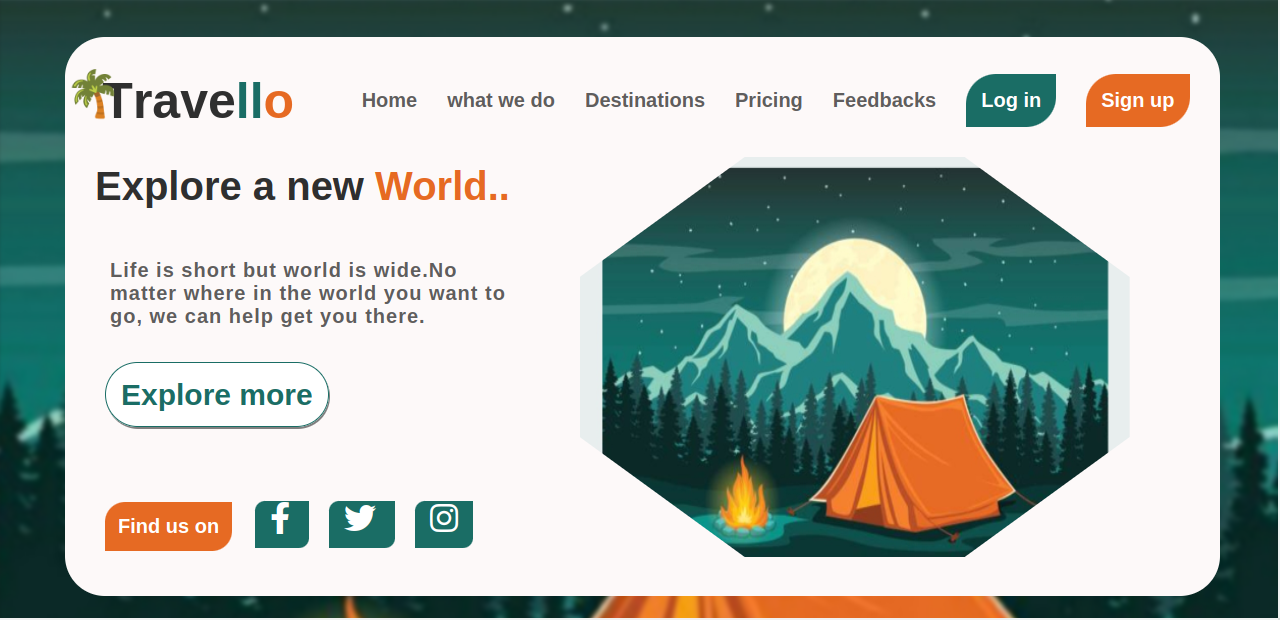 Travello
Home what we do Destinations Pricing Feedbacks Log in Sign up
Explore a new World..
Life is short but world is wide.No
matter where in the world you want to
go, we can help get you there.
Explore more
Find us on